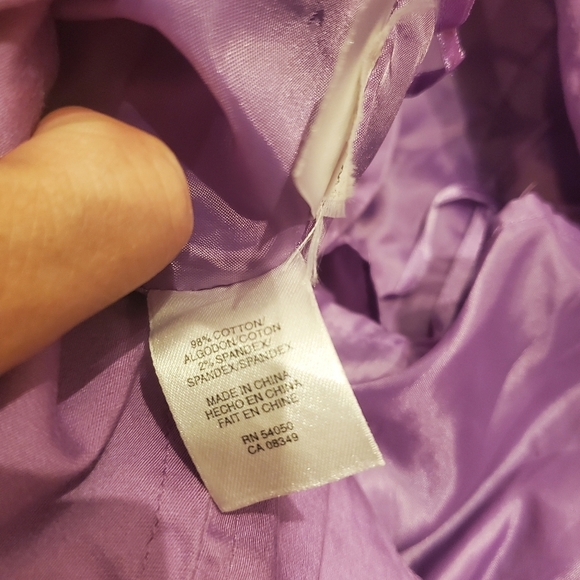 98% COTTON/
ALGODON/COTON
2% SPANDEX/
SPANDEX/SPANDEX
MADE IN CHINA
HECHO EN CHINA
FAIT EN CHINE
RN 54050
CA 08349